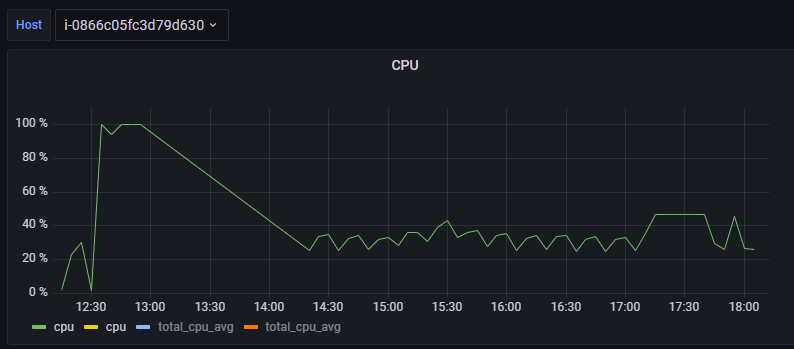 Host i-0866c05fc3d79d630
CPU
100 %
80 %
60 %
40 %
20 %
0 %
12:30 13:00 13:30 14:00 14:30 15:00 15:30 16:00 16:30 17:00 17:30 18:00
cpu cpu total_cpu_avg total_cpu_avg